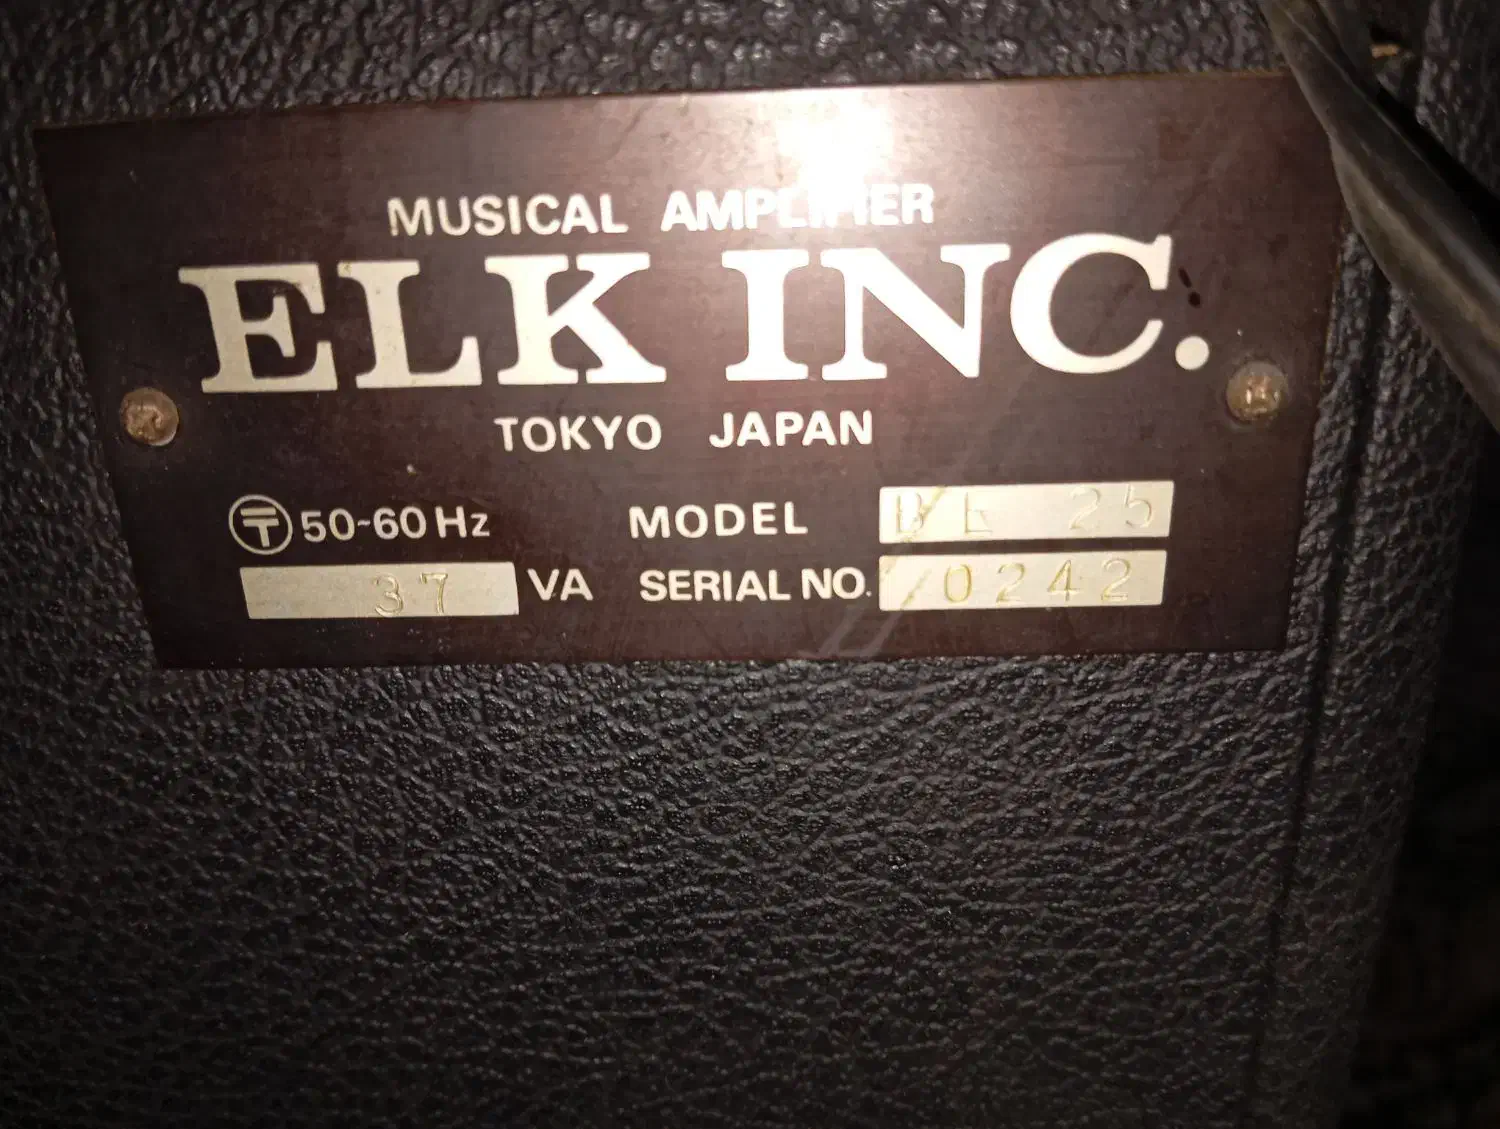 MUSICAL AMPLIFIER
ELK INC.
TOKYO JAPAN
〒 50~60 Hz MODEL BE 25
37 VA SERIAL NO. 0242